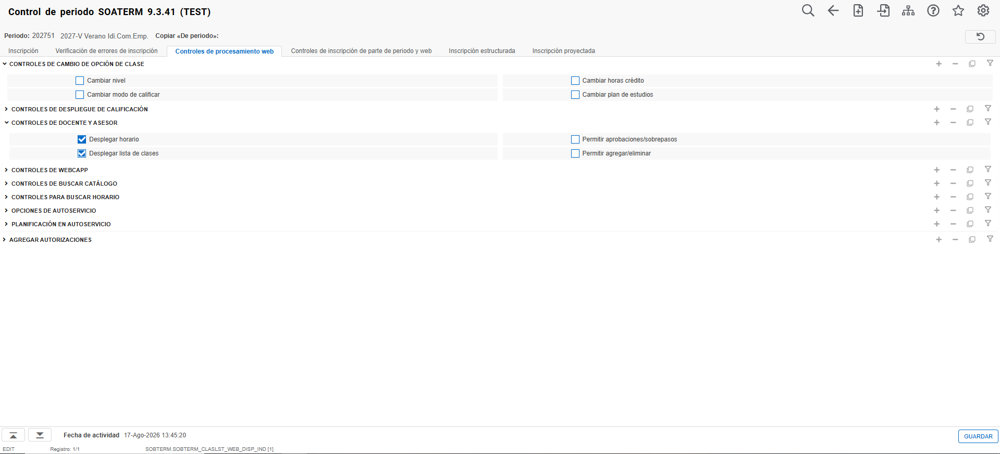 Control de periodo SOATERM 9.3.41 (TEST)
Periodo: 202751 2027-V Verano Idi.Com.Emp. Copiar «De periodo»:
Inscripción Verificación de errores de inscripción Controles de procesamiento web Controles de inscripción de parte de periodo y web Inscripción estructurada Inscripción proyectada
CONTROLES DE CAMBIO DE OPCIÓN DE CLASE
Cambiar nivel Cambiar horas crédito
Cambiar modo de calificar Cambiar plan de estudios
CONTROLES DE DESPLIEGUE DE CALIFICACIÓN
CONTROLES DE DOCENTE Y ASESOR
Desplegar horario Permitir aprobaciones/sobrepasos
Desplegar lista de clases Permitir agregar/eliminar
CONTROLES DE WEBCAPP
CONTROLES DE BUSCAR CATÁLOGO
CONTROLES PARA BUSCAR HORARIO
OPCIONES DE AUTOSERVICIO
PLANIFICACIÓN EN AUTOSERVICIO
AGREGAR AUTORIZACIONES
Fecha de actividad 17-Ago-2026 13:45:20 GUARDAR
EDIT Registro: 1/1 SOBTERM.SOBTERM_CLASLST_WEB_DISP_IND [1]